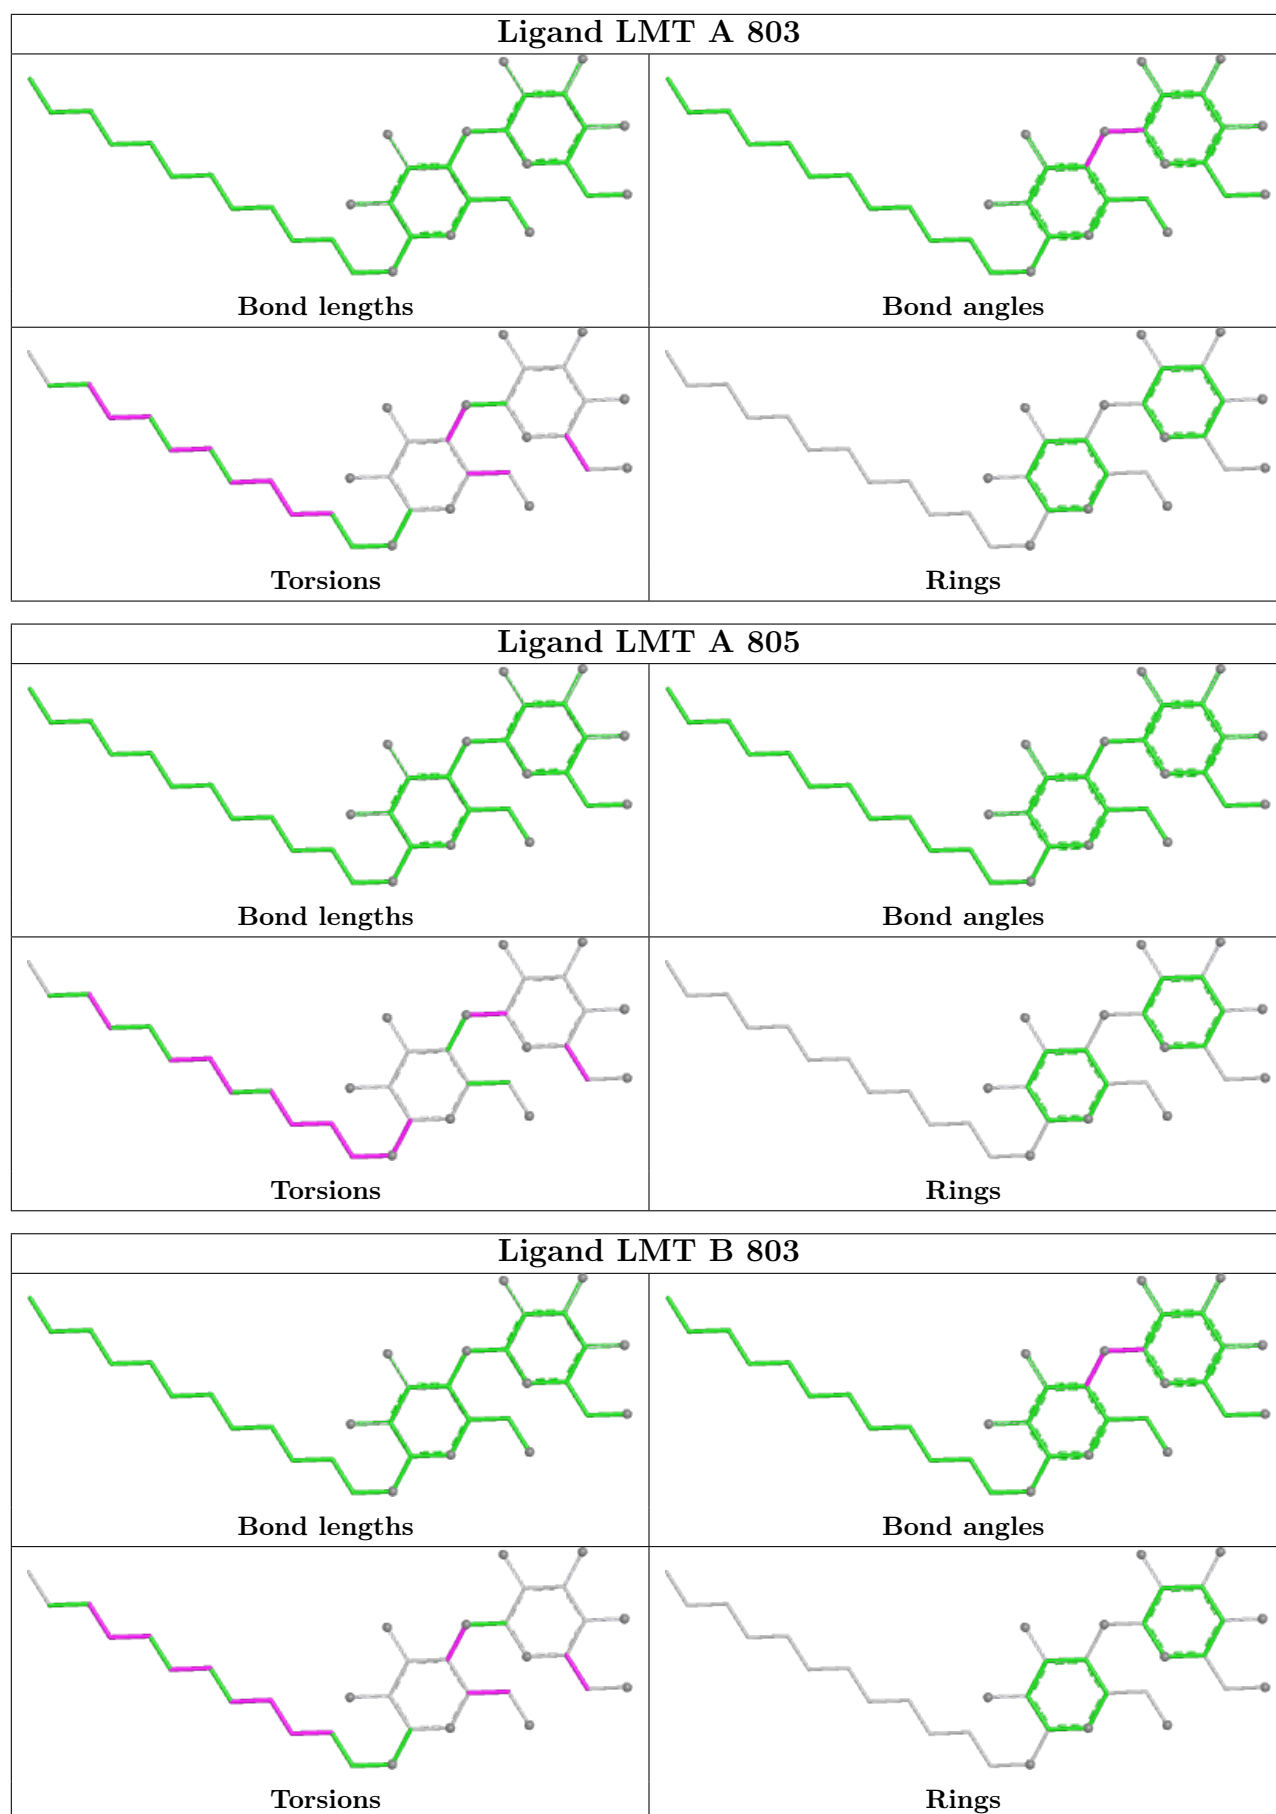 Ligand LMT A 803
Bond lengths
Bond angles
Torsions
Rings
Ligand LMT A 805
Bond lengths
Bond angles
Torsions
Rings
Ligand LMT B 803
Bond lengths
Bond angles
Torsions
Rings